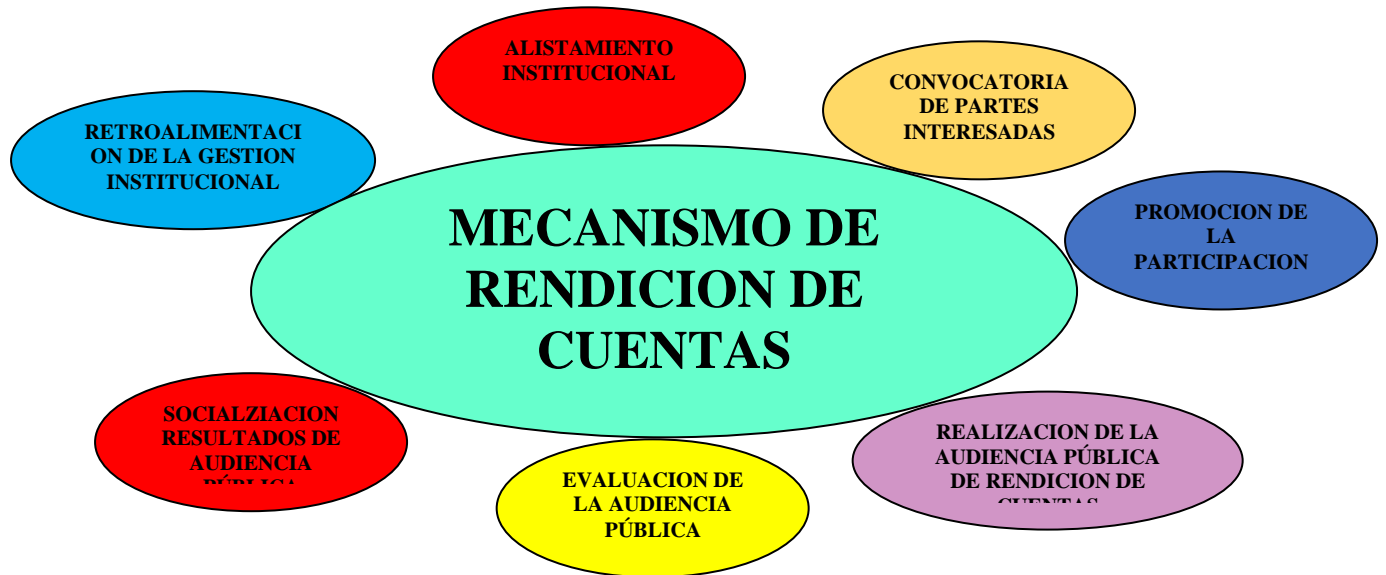 ALISTAMIENTO
INSTITUCIONAL
CONVOCATORIA
DE PARTES
INTERESADAS
RETROALIMENTACI
ON DE LA GESTION
INSTITUCIONAL
PROMOCION DE
LA
PARTICIPACION
MECANISMO DE
RENDICION DE
CUENTAS
SOCIALZIACION
RESULTADOS DE
AUDIENCIA
PÚBLICA
REALIZACION DE LA
AUDIENCIA PÚBLICA
DE RENDICION DE
CUENTAS
EVALUACION DE
LA AUDIENCIA
PÚBLICA